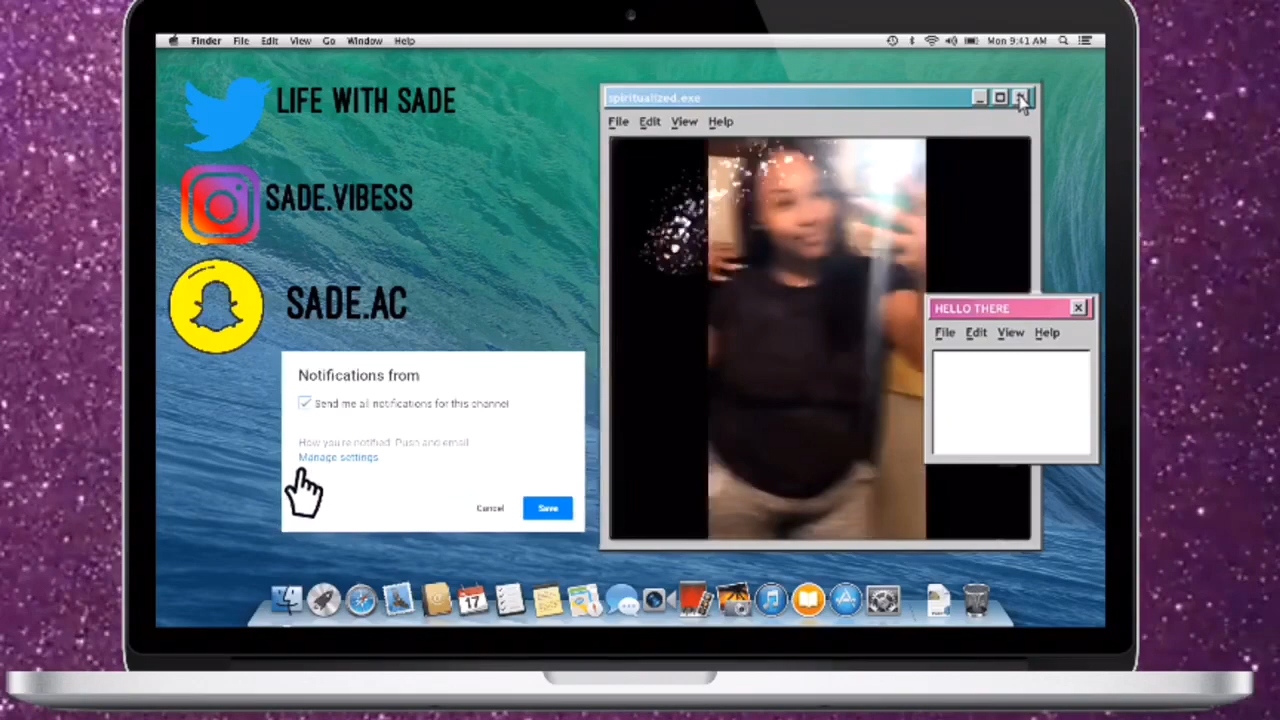 Finder File Edit View Go Window Help
Mon 9:41 AM
LIFE WITH SADE
SADE.VIBESS
SADE.AC
Notifications from
Send me all notifications for this channel
How you're notified: Push and email
Manage settings
Cancel Save
spiritualized.exe
File Edit View Help
HELLO THERE
File Edit View Help
17